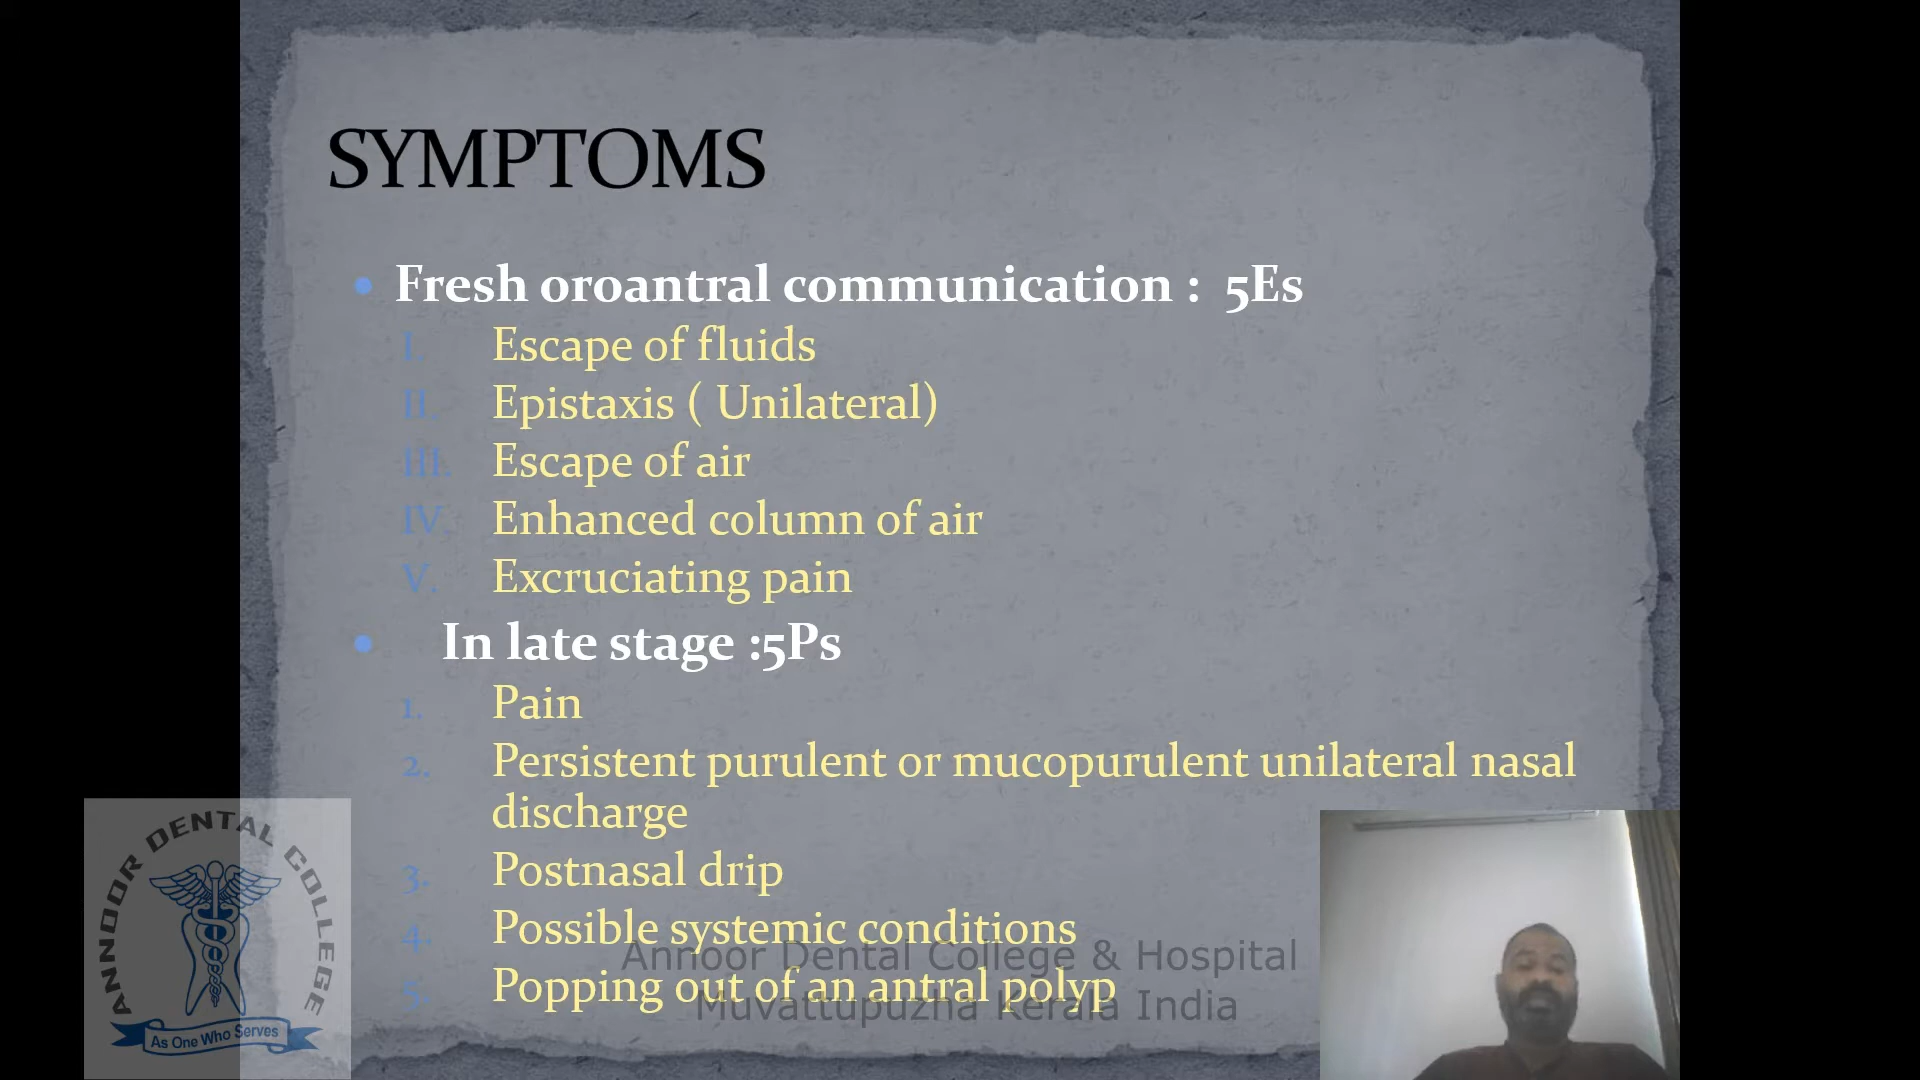 SYMPTOMS
• Fresh oroantral communication : 5Es
I. Escape of fluids
II. Epistaxis ( Unilateral)
III. Escape of air
IV. Enhanced column of air
V. Excruciating pain
• In late stage :5Ps
1. Pain
2. Persistent purulent or mucopurulent unilateral nasal
discharge
3. Postnasal drip
4. Possible systemic conditions
5. Popping out of an antral polyp
Annoor Dental College & Hospital
Muvattupuzha Kerala India
ANNOOR DENTAL COLLEGE
As One Who Serves